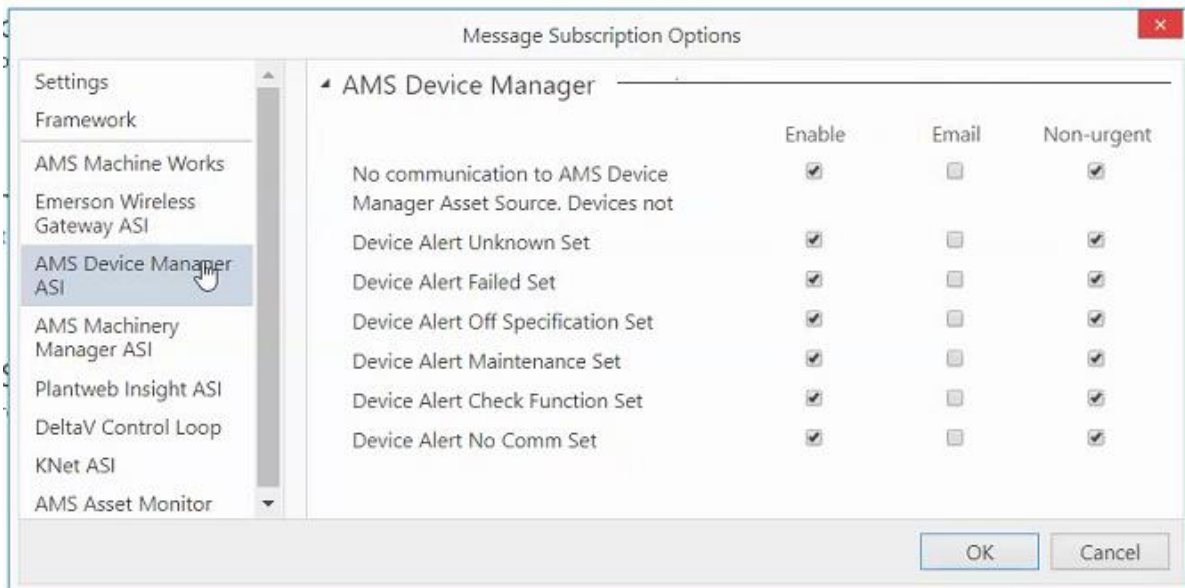 Message Subscription Options
Settings
Framework
AMS Machine Works
Emerson Wireless
Gateway ASI
AMS Device Manager
ASI
AMS Machinery
Manager ASI
Plantweb Insight ASI
DeltaV Control Loop
KNet ASI
AMS Asset Monitor
AMS Device Manager
Enable Email Non-urgent
No communication to AMS Device
Manager Asset Source. Devices not
Device Alert Unknown Set
Device Alert Failed Set
Device Alert Off Specification Set
Device Alert Maintenance Set
Device Alert Check Function Set
Device Alert No Comm Set
OK Cancel